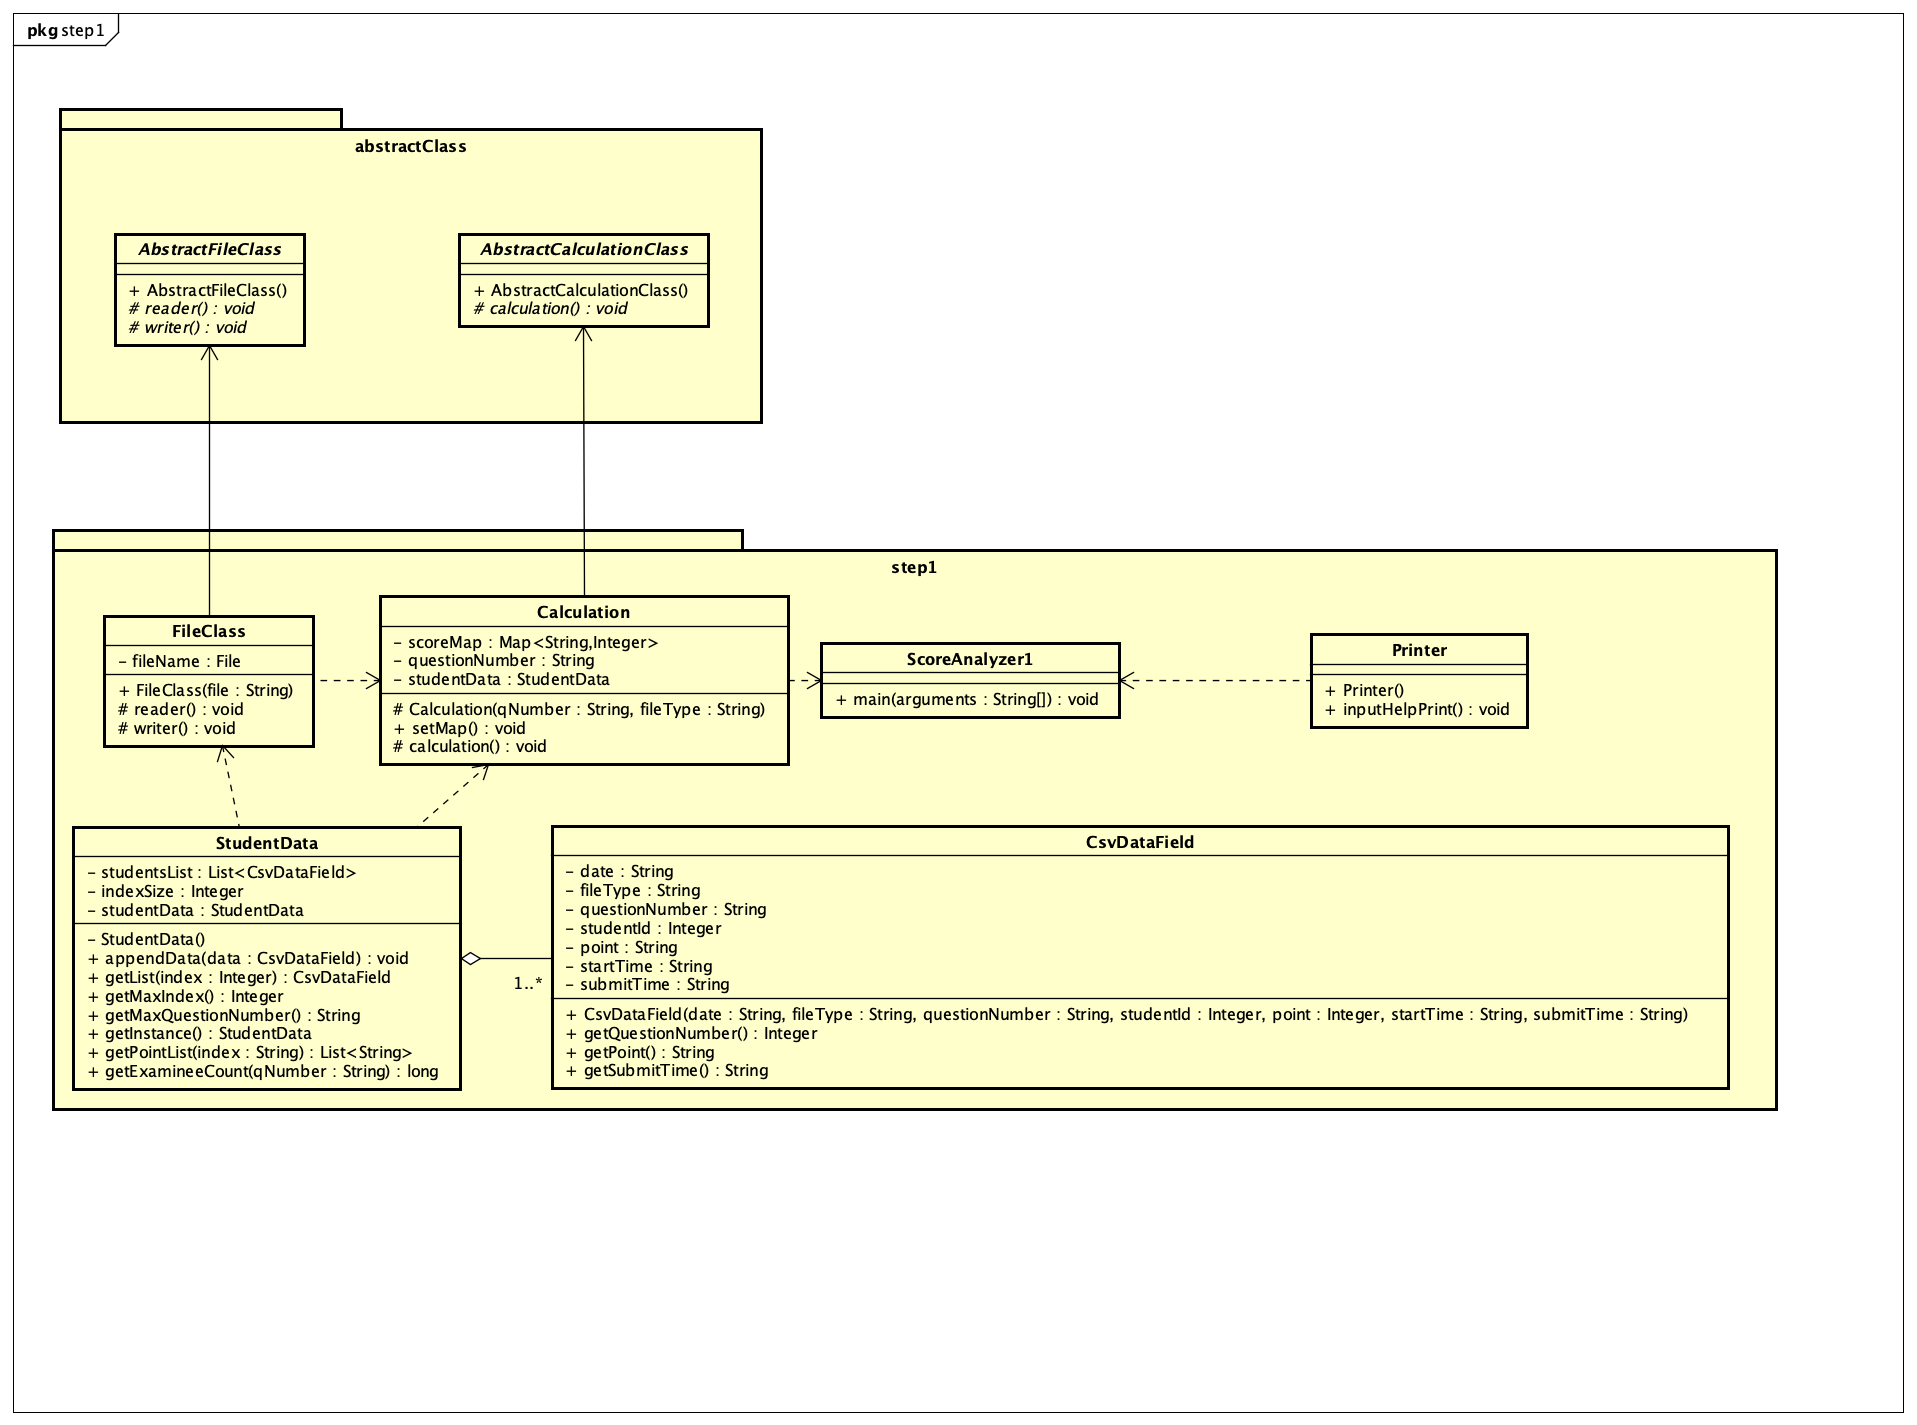 pkg step1
abstractClass
AbstractFileClass
+ AbstractFileClass()
# reader() : void
# writer() : void
AbstractCalculationClass
+ AbstractCalculationClass()
# calculation() : void
step1
FileClass
- fileName : File
+ FileClass(file : String)
# reader() : void
# writer() : void
Calculation
- scoreMap : Map<String,Integer>
- questionNumber : String
- studentData : StudentData
# Calculation(qNumber : String, fileType : String)
+ setMap() : void
# calculation() : void
ScoreAnalyzer1
+ main(arguments : String[]) : void
Printer
+ Printer()
+ inputHelpPrint() : void
StudentData
- studentsList : List<CsvDataField>
- indexSize : Integer
- studentData : StudentData
- StudentData()
+ appendData(data : CsvDataField) : void
+ getList(index : Integer) : CsvDataField
+ getMaxIndex() : Integer
+ getMaxQuestionNumber() : String
+ getInstance() : StudentData
+ getPointList(index : String) : List<String>
+ getExamineeCount(qNumber : String) : long
1..*
CsvDataField
- date : String
- fileType : String
- questionNumber : String
- studentId : Integer
- point : String
- startTime : String
- submitTime : String
+ CsvDataField(date : String, fileType : String, questionNumber : String, studentId : Integer, point : Integer, startTime : String, submitTime : String)
+ getQuestionNumber() : Integer
+ getPoint() : String
+ getSubmitTime() : String